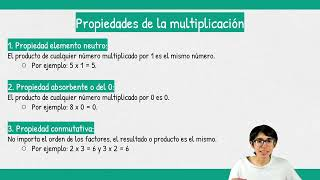 Propiedades de la multiplicación
1. Propiedad elemento neutro:
El producto de cualquier número multiplicado por 1 es el mismo número.
○ Por ejemplo: 5 x 1 = 5.
2. Propiedad absorbente o del 0:
El producto de cualquier número multiplicado por 0 es 0.
○ Por ejemplo: 8 x 0 = 0.
3. Propiedad conmutativa:
No importa el orden de los factores, el resultado o producto es el mismo.
○ Por ejemplo: 2 x 3 = 6 y 3 x 2 = 6